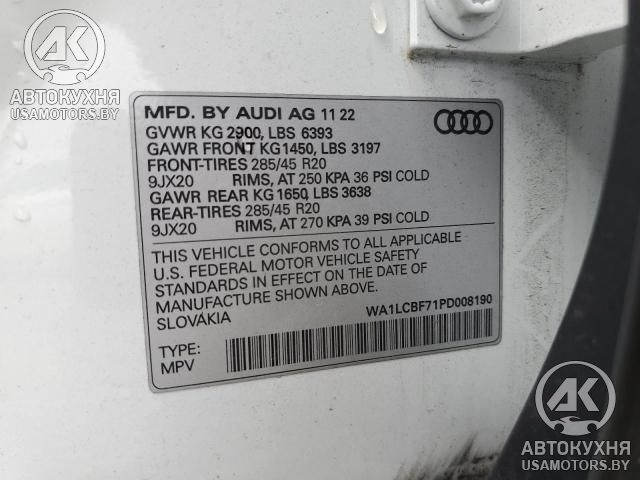 АВТОКУХНЯ
USAMOTORS.BY
MFD. BY AUDI AG 11 22
GVWR KG 2900, LBS 6393
GAWR FRONT KG1450, LBS 3197
FRONT-TIRES 285/45 R20
9JX20 RIMS, AT 250 KPA 36 PSI COLD
GAWR REAR KG 1650, LBS 3638
REAR-TIRES 285/45 R20
9JX20 RIMS, AT 270 KPA 39 PSI COLD
THIS VEHICLE CONFORMS TO ALL APPLICABLE
U.S. FEDERAL MOTOR VEHICLE SAFETY
STANDARDS IN EFFECT ON THE DATE OF
MANUFACTURE SHOWN ABOVE.
SLOVÁKIA WA1LCBF71PD008190
TYPE:
MPV
АК
АВТОКУХНЯ
USAMOTORS.BY